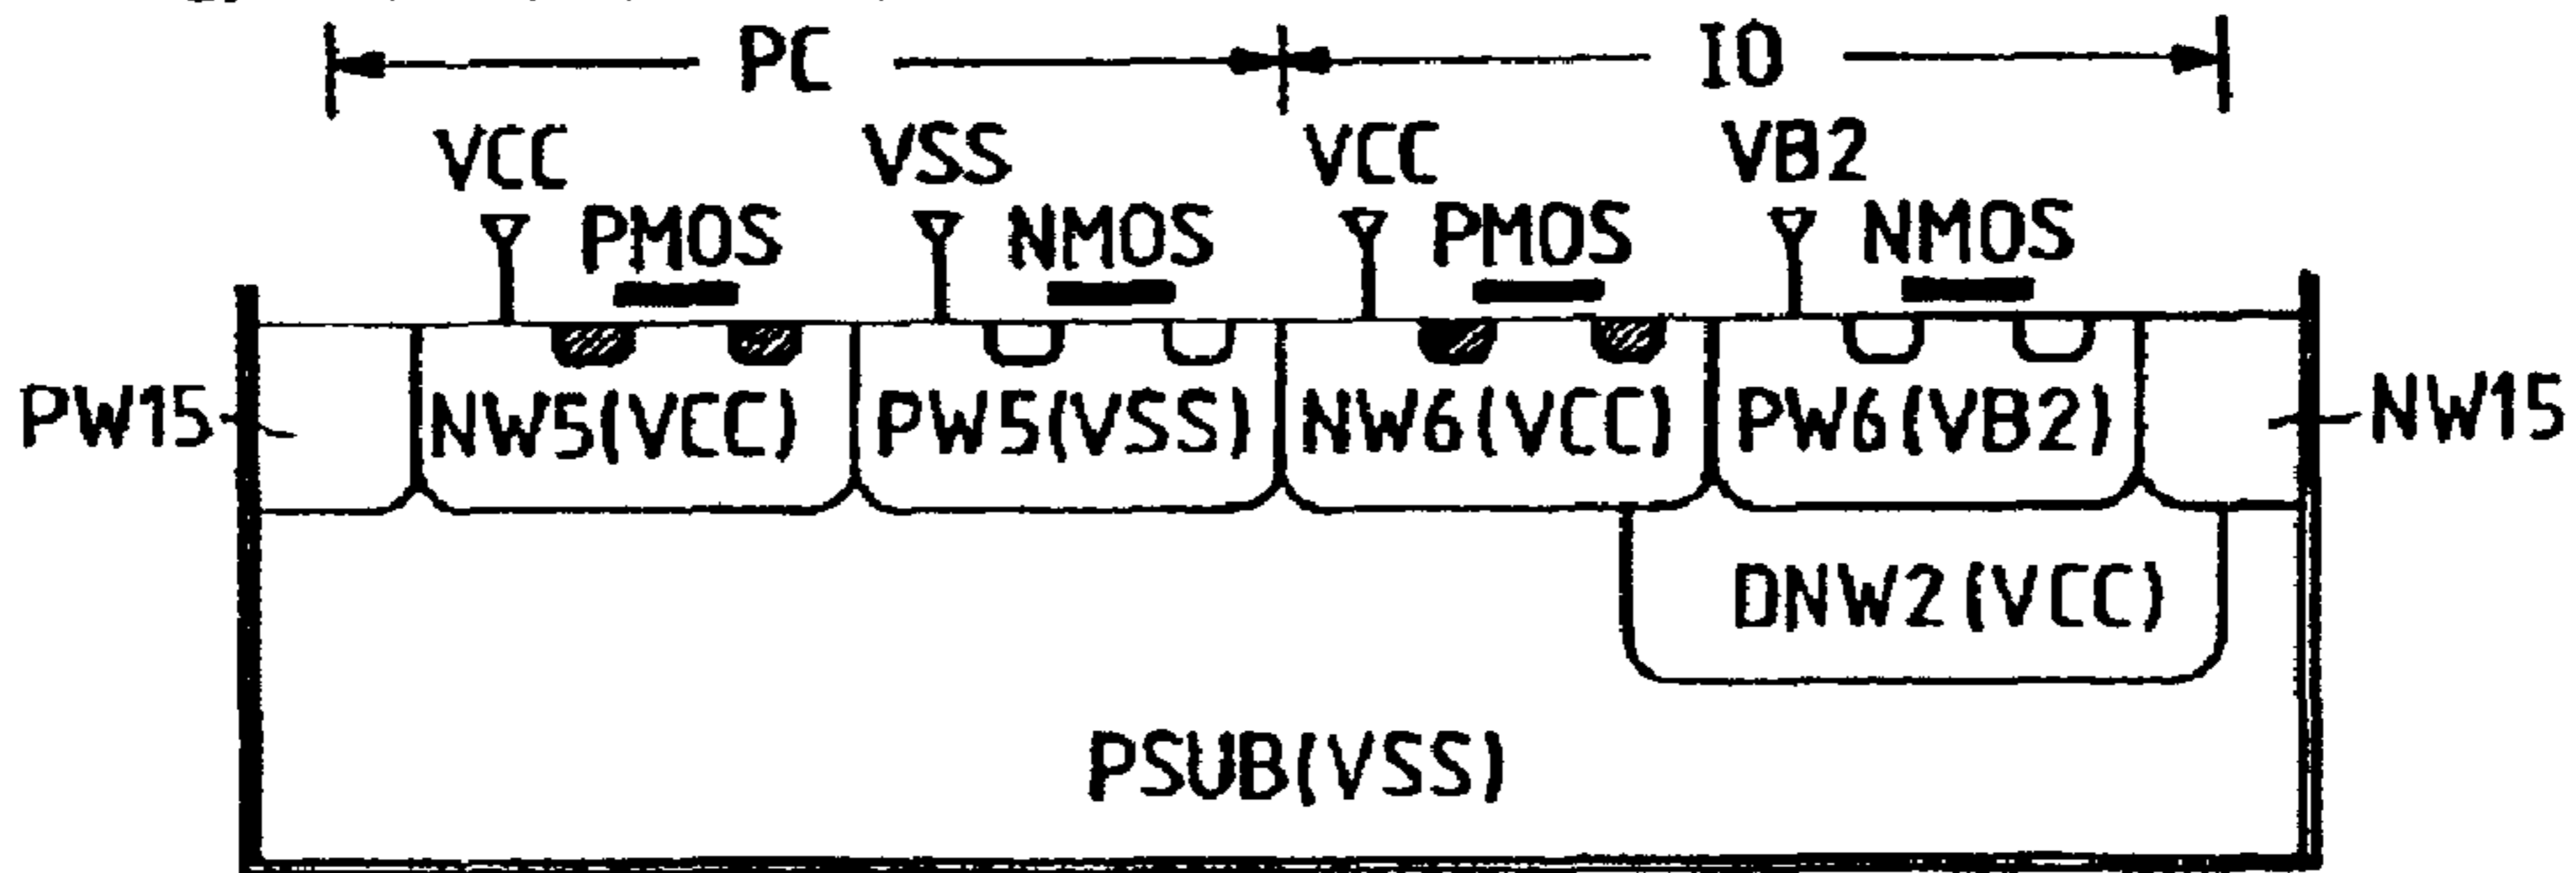 PC IO
VCC VSS VCC VB2
PMOS NMOS PMOS NMOS
PW15 NW5(VCC) PW5(VSS) NW6(VCC) PW6(VB2) NW15
DNW2(VCC)
PSUB(VSS)